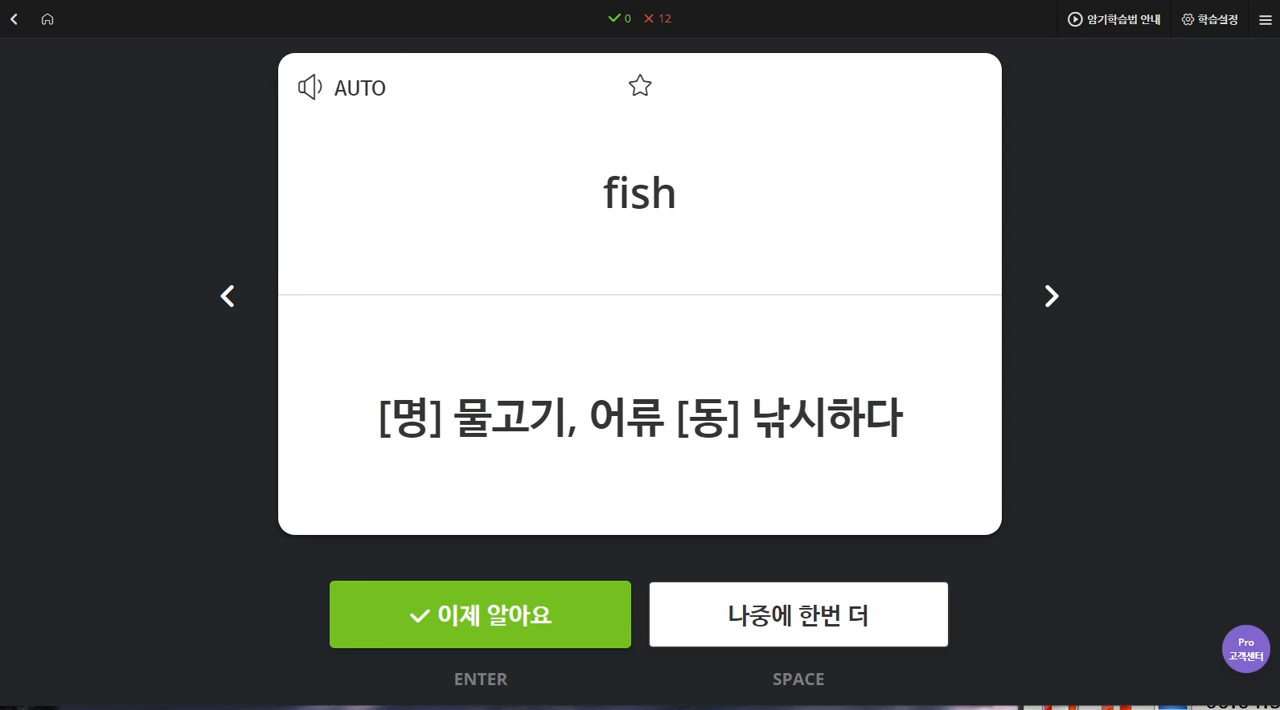 0 12
암기학습법 안내
학습설정
AUTO
fish
[명] 물고기, 어류 [동] 낚시하다
이제 알아요
나중에 한번 더
ENTER
SPACE
Pro
고객센터